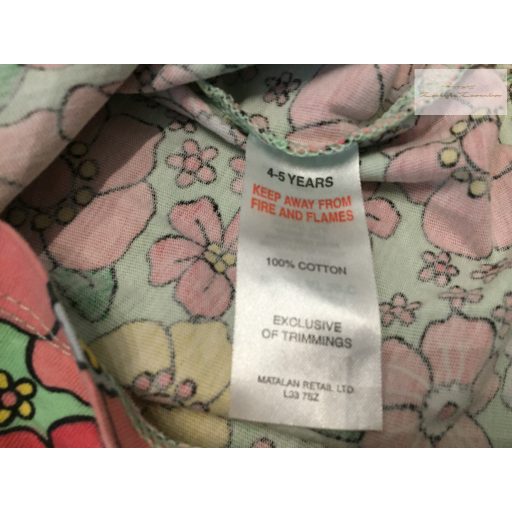 4-5 YEARS
KEEP AWAY FROM
FIRE AND FLAMES
100% COTTON
EXCLUSIVE
OF TRIMMINGS
MATALAN RETAIL LTD
L33 7SZ